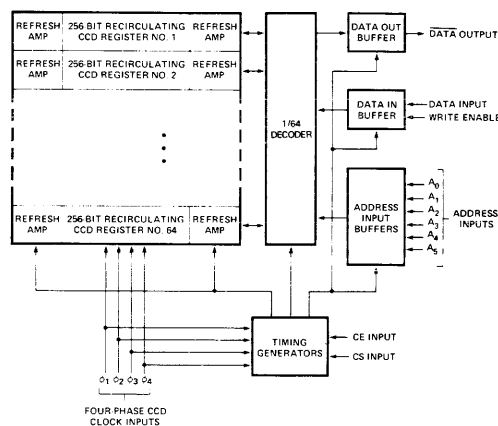 REFRESH AMP
256-BIT RECIRCULATING CCD REGISTER NO. 1
REFRESH AMP
REFRESH AMP
256-BIT RECIRCULATING CCD REGISTER NO. 2
REFRESH AMP
REFRESH AMP
256-BIT RECIRCULATING CCD REGISTER NO. 64
REFRESH AMP
1/64 DECODER
DATA OUT BUFFER
DATA OUTPUT
DATA IN BUFFER
DATA INPUT
WRITE ENABLE
ADDRESS INPUT BUFFERS
A0
A1
A2
A3
A4
A5
ADDRESS INPUTS
TIMING GENERATORS
CE INPUT
CS INPUT
ϕ1 ϕ2 ϕ3 ϕ4
FOUR-PHASE CCD
CLOCK INPUTS